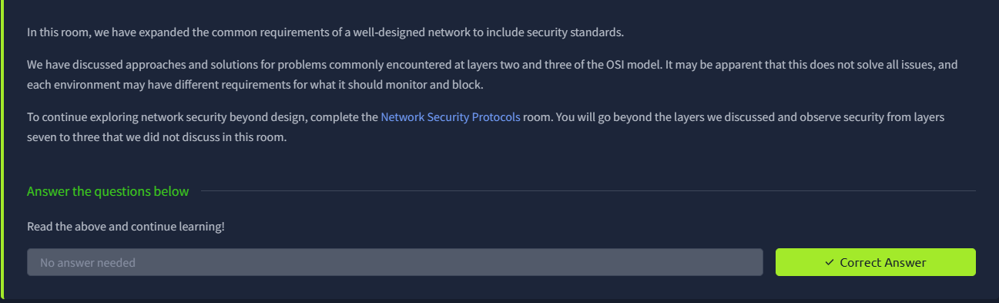 In this room, we have expanded the common requirements of a well-designed network to include security standards.
We have discussed approaches and solutions for problems commonly encountered at layers two and three of the OSI model. It may be apparent that this does not solve all issues, and
each environment may have different requirements for what it should monitor and block.
To continue exploring network security beyond design, complete the Network Security Protocols room. You will go beyond the layers we discussed and observe security from layers
seven to three that we did not discuss in this room.
Answer the questions below
Read the above and continue learning!
No answer needed
Correct Answer